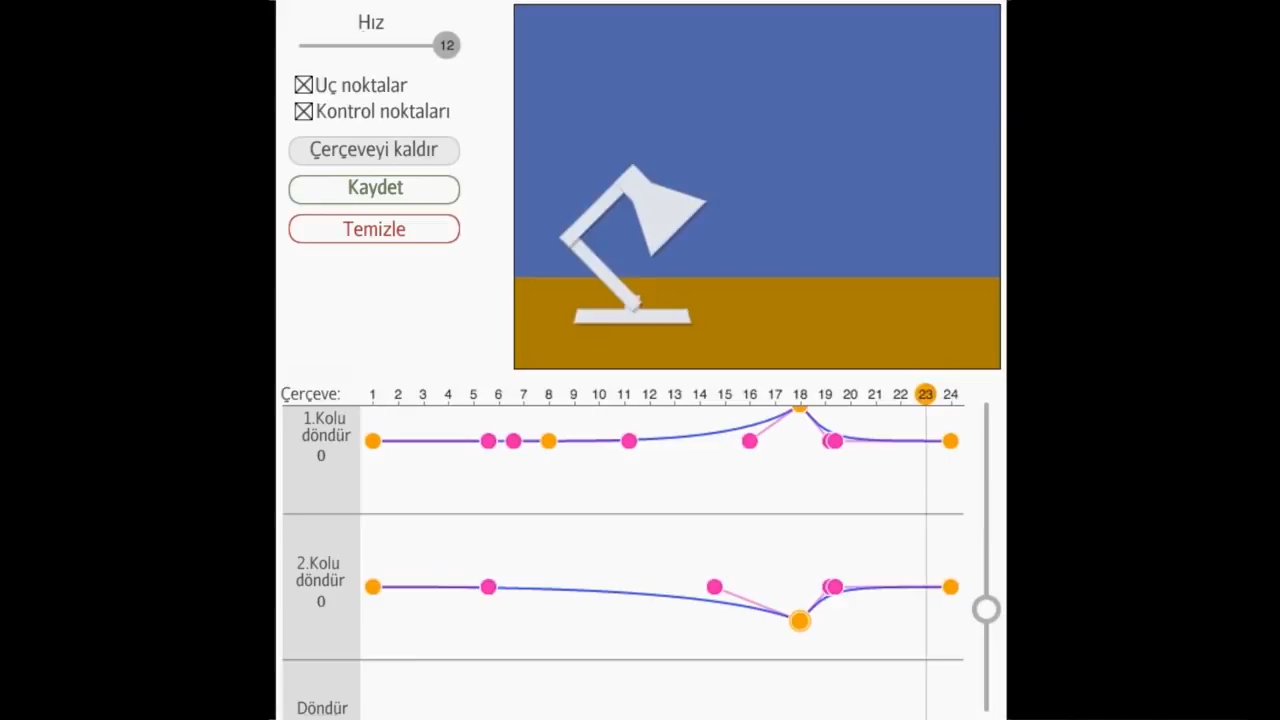 Hız
12
Uç noktalar
Kontrol noktaları
Çerçeveyi kaldır
Kaydet
Temizle
Çerçeve: 1 2 3 4 5 6 7 8 9 10 11 12 13 14 15 16 17 18 19 20 21 22 23 24
1.Kolu
döndür
0
2.Kolu
döndür
0
Döndür